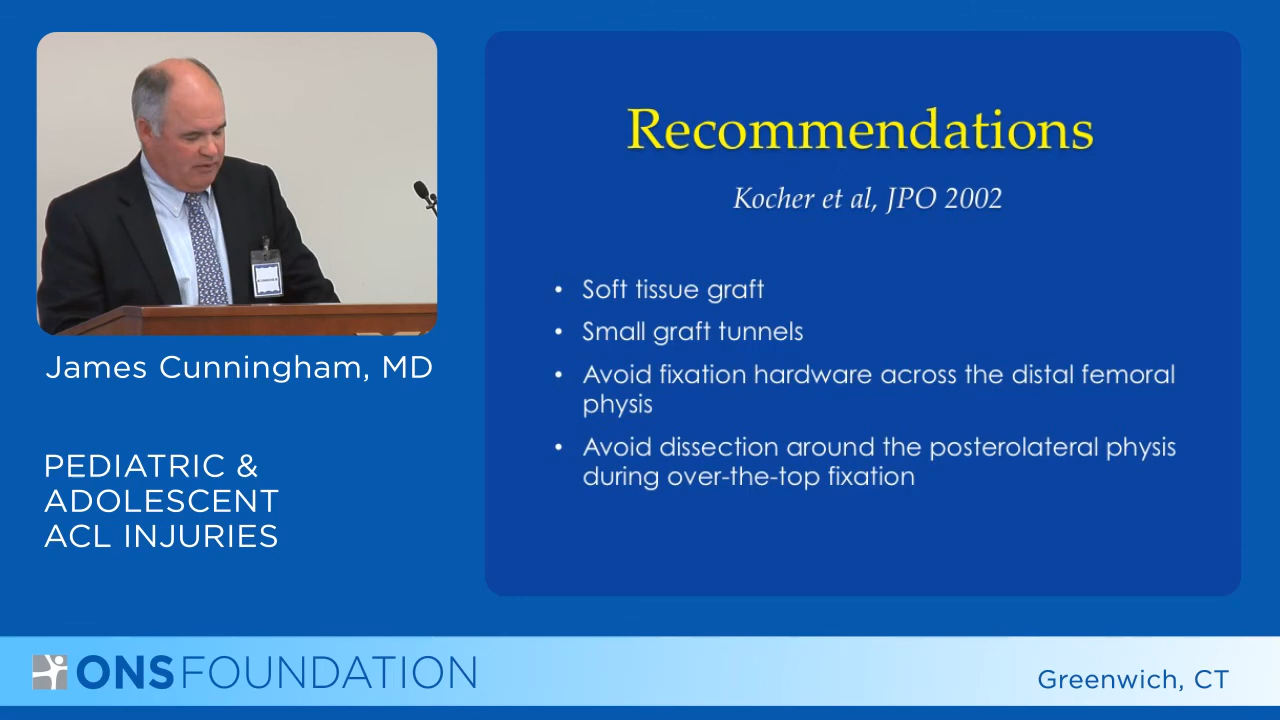 Recommendations
Kocher et al, JPO 2002
• Soft tissue graft
• Small graft tunnels
• Avoid fixation hardware across the distal femoral
physis
• Avoid dissection around the posterolateral physis
during over-the-top fixation
James Cunningham, MD
PEDIATRIC &
ADOLESCENT
ACL INJURIES
ONS FOUNDATION
Greenwich, CT